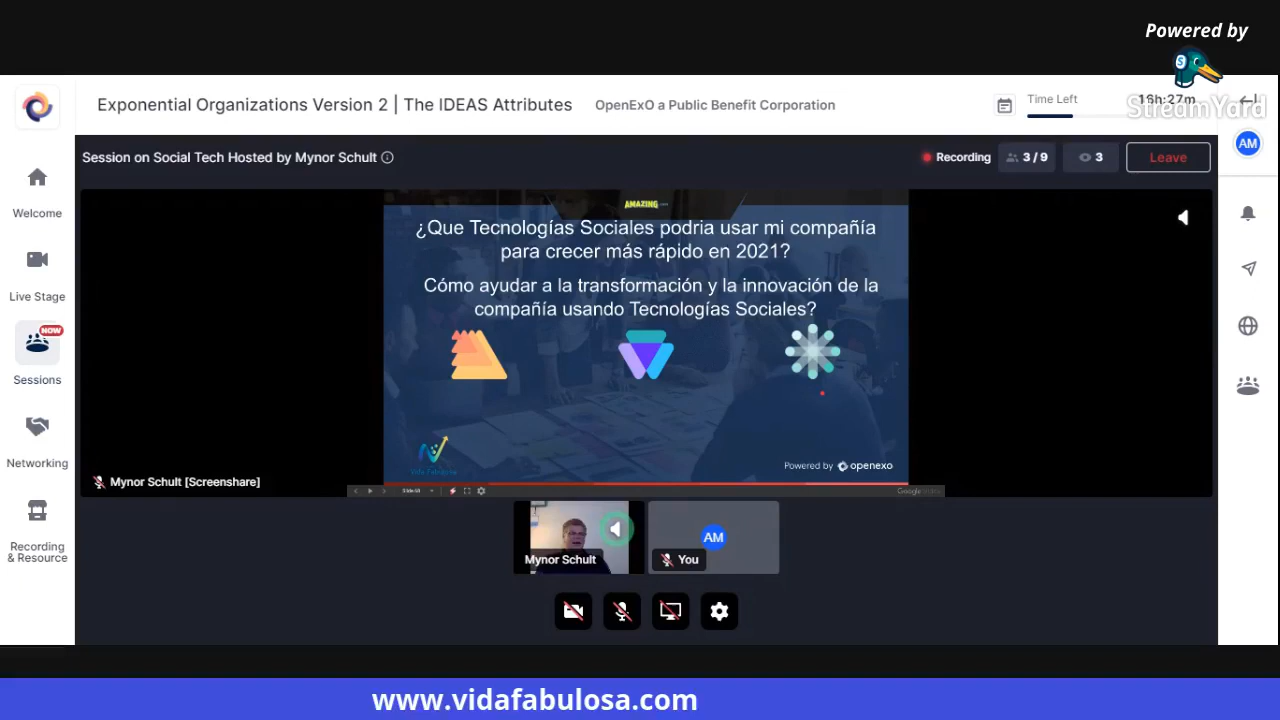 Powered by
StreamYard
Exponential Organizations Version 2 | The IDEAS Attributes
OpenExO a Public Benefit Corporation
Time Left
16h:27m
AM
Session on Social Tech Hosted by Mynor Schult
Recording
3 / 9
3
Leave
Welcome
Live Stage
NOW
Sessions
Networking
Recording
& Resource
AMAZING
¿Que Tecnologías Sociales podria usar mi compañía
para crecer más rápido en 2021?
Cómo ayudar a la transformación y la innovación de la
compañía usando Tecnologías Sociales?
Vida Fabulosa
Powered by openexo
Mynor Schult [Screenshare]
Mynor Schult
AM
You
www.vidafabulosa.com